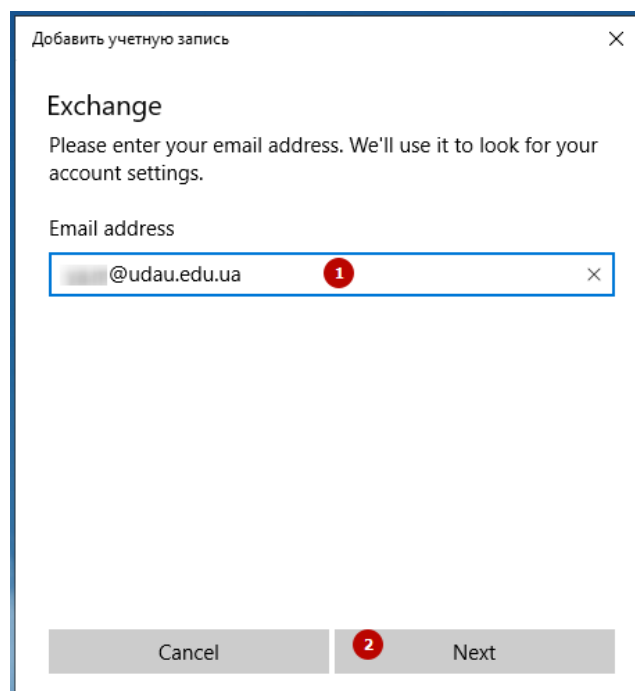 Добавить учетную запись
Exchange
Please enter your email address. We'll use it to look for your
account settings.
Email address
@udau.edu.ua
1
2
Cancel
Next